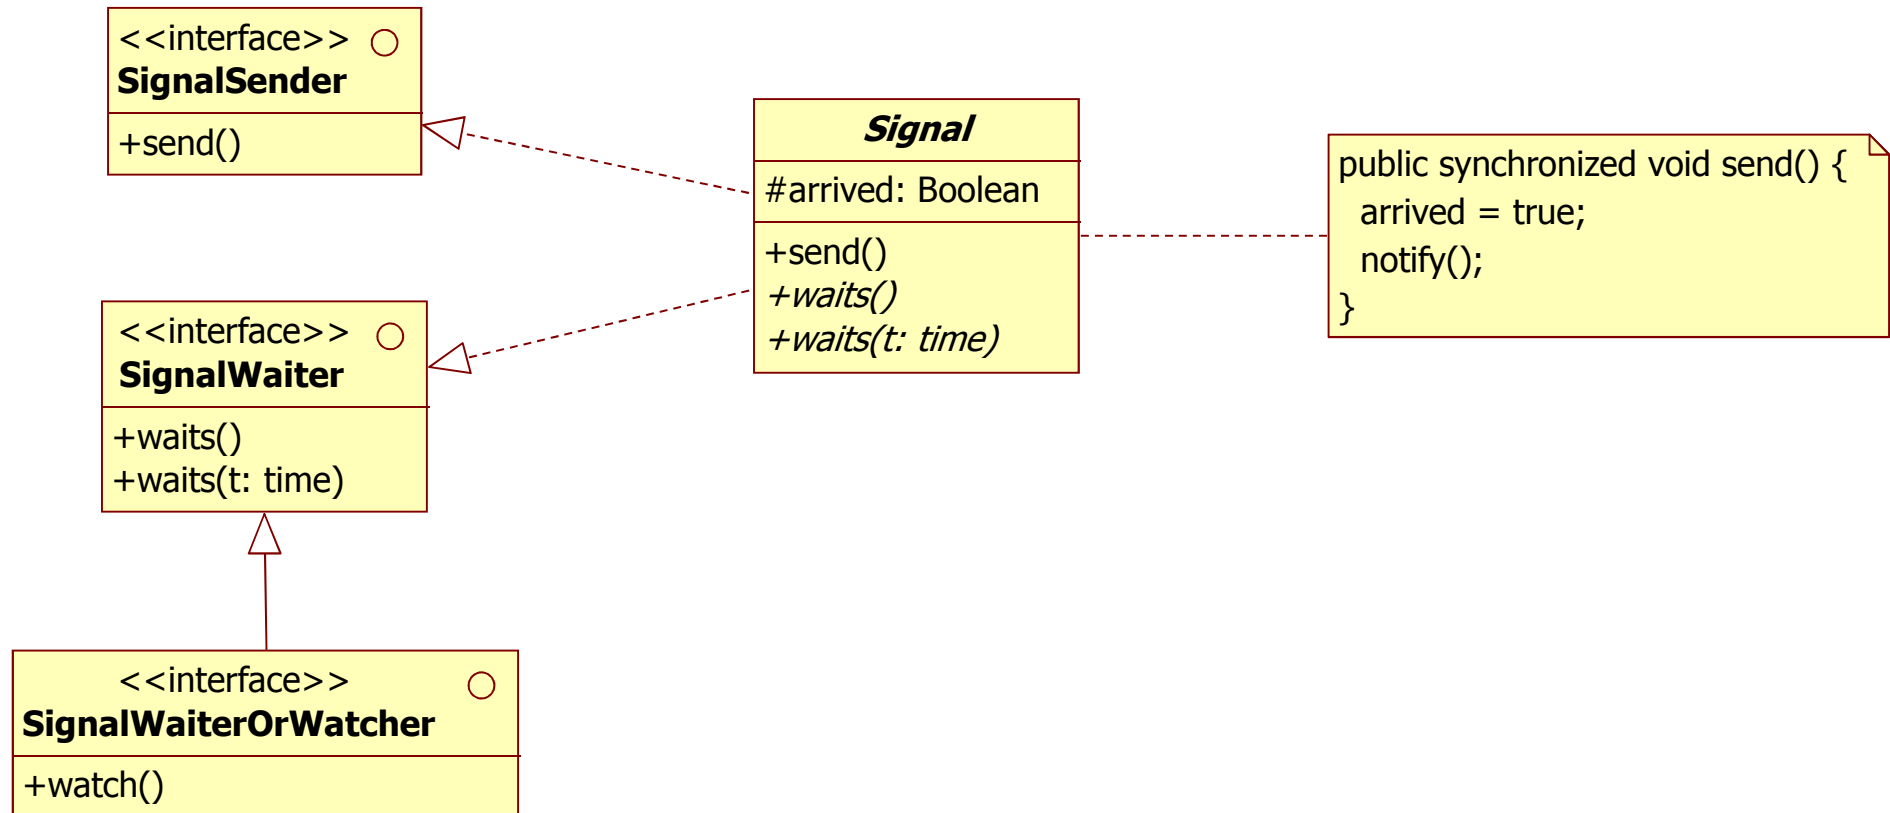 <<interface>>
SignalSender
+send()
Signal
#arrived: Boolean
+send()
+waits()
+waits(t: time)
public synchronized void send() {
arrived = true;
notify();
}
<<interface>>
SignalWaiter
+waits()
+waits(t: time)
<<interface>>
SignalWaiterOrWatcher
+watch()